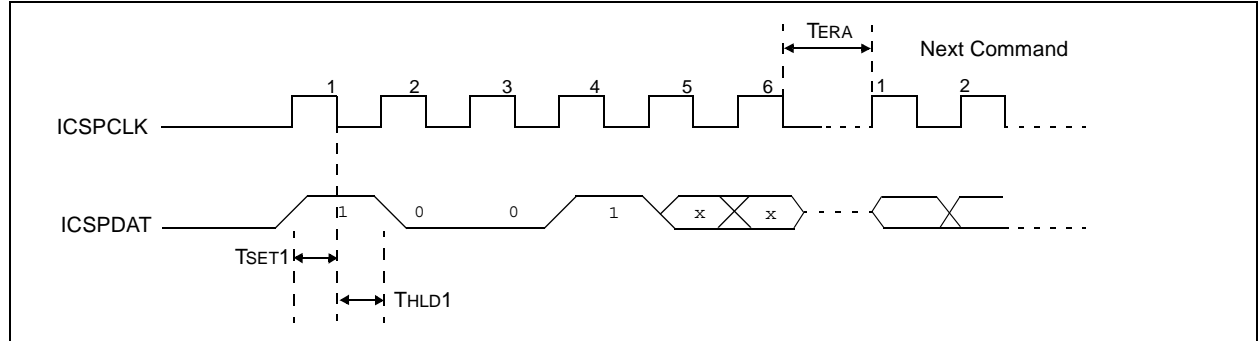 TERA
Next Command
1 2 3 4 5 6 1 2
ICSPCLK
ICSPDAT
1 0 0 1 x x
TSET1
THLD1